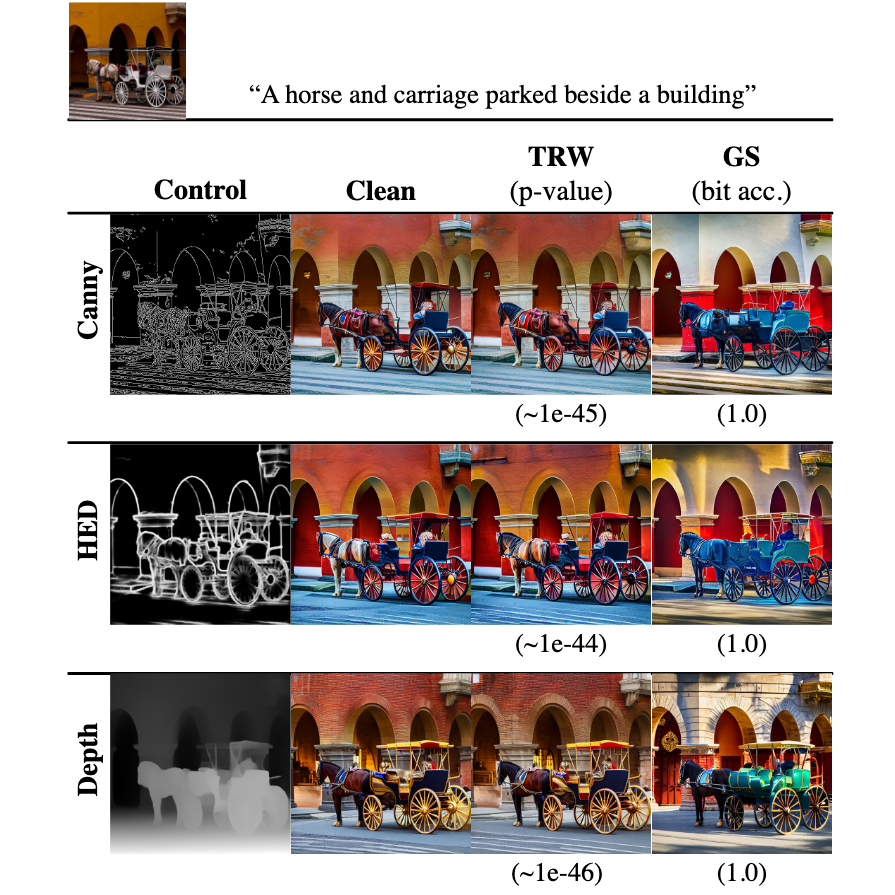 “A horse and carriage parked beside a building”
TRW
GS
Control
Clean
(p-value)
(bit acc.)
Canny
(~1e-45)
(1.0)
HED
(~1e-44)
(1.0)
Depth
(~1e-46)
(1.0)